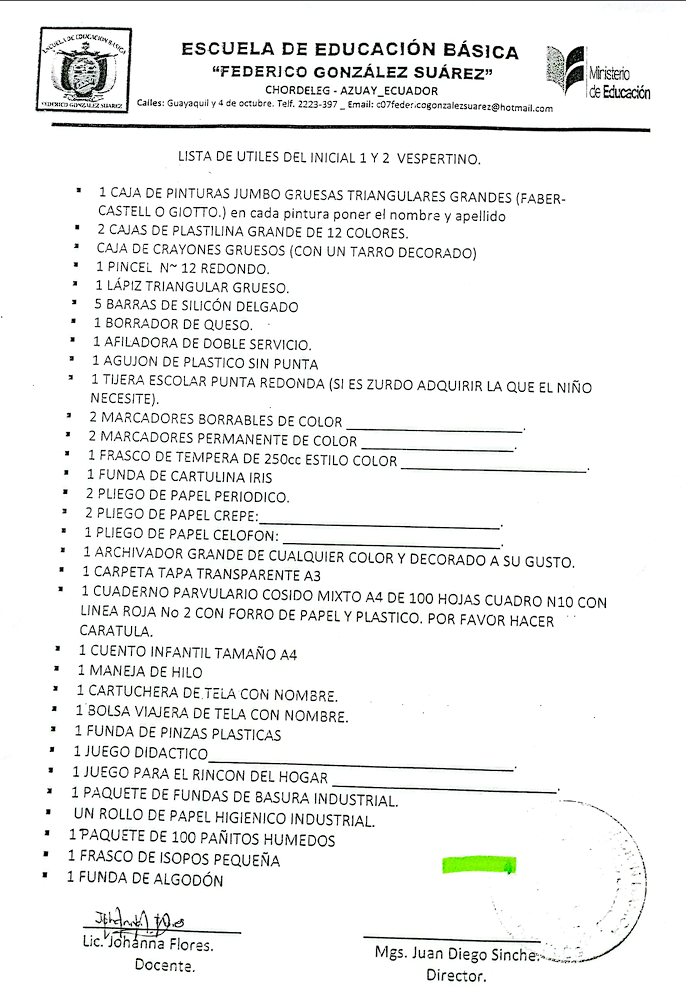 ESCUELA DE EDUCACIÓN BÁSICA
FEDERICO GONZÁLEZ SUÁREZ
ESCUELA DE EDUCACIÓN BÁSICA
“FEDERICO GONZÁLEZ SUÁREZ”
CHORDELEG - AZUAY_ECUADOR
Calles: Guayaquil y 4 de octubre. Telf. 2223-397 _ Email: c07federicogonzalezsuarez@hotmail.com
Ministerio
de Educación
LISTA DE UTILES DEL INICIAL 1 Y 2 VESPERTINO.
▪ 1 CAJA DE PINTURAS JUMBO GRUESAS TRIANGULARES GRANDES (FABER-
CASTELL O GIOTTO.) en cada pintura poner el nombre y apellido
▪ 2 CAJAS DE PLASTILINA GRANDE DE 12 COLORES.
▪ CAJA DE CRAYONES GRUESOS (CON UN TARRO DECORADO)
▪ 1 PINCEL N~ 12 REDONDO.
▪ 1 LÁPIZ TRIANGULAR GRUESO.
▪ 5 BARRAS DE SILICÓN DELGADO
▪ 1 BORRADOR DE QUESO.
▪ 1 AFILADORA DE DOBLE SERVICIO.
▪ 1 AGUJON DE PLASTICO SIN PUNTA
▪ 1 TIJERA ESCOLAR PUNTA REDONDA (SI ES ZURDO ADQUIRIR LA QUE EL NIÑO
NECESITE).
▪ 2 MARCADORES BORRABLES DE COLOR ____________________.
▪ 2 MARCADORES PERMANENTE DE COLOR __________________.
▪ 1 FRASCO DE TEMPERA DE 250cc ESTILO COLOR ______________________.
▪ 1 FUNDA DE CARTULINA IRIS
▪ 2 PLIEGO DE PAPEL PERIODICO.
▪ 2 PLIEGO DE PAPEL CREPE:____________________________.
▪ 1 PLIEGO DE PAPEL CELOFON: _________________________.
▪ 1 ARCHIVADOR GRANDE DE CUALQUIER COLOR Y DECORADO A SU GUSTO.
▪ 1 CARPETA TAPA TRANSPARENTE A3
▪ 1 CUADERNO PARVULARIO COSIDO MIXTO A4 DE 100 HOJAS CUADRO N10 CON
LINEA ROJA No 2 CON FORRO DE PAPEL Y PLASTICO. POR FAVOR HACER
CARATULA.
▪ 1 CUENTO INFANTIL TAMAÑO A4
▪ 1 MANEJA DE HILO
▪ 1 CARTUCHERA DE TELA CON NOMBRE.
▪ 1 BOLSA VIAJERA DE TELA CON NOMBRE.
▪ 1 FUNDA DE PINZAS PLASTICAS
▪ 1 JUEGO DIDACTICO___________________________________.
▪ 1 JUEGO PARA EL RINCON DEL HOGAR __________________________.
▪ 1 PAQUETE DE FUNDAS DE BASURA INDUSTRIAL.
▪ UN ROLLO DE PAPEL HIGIENICO INDUSTRIAL.
▪ 1 PAQUETE DE 100 PAÑITOS HUMEDOS
▪ 1 FRASCO DE ISOPOS PEQUEÑA
▪ 1 FUNDA DE ALGODÓN
Lic. Johanna Flores.
Docente.
Mgs. Juan Diego Sinche.
Director.